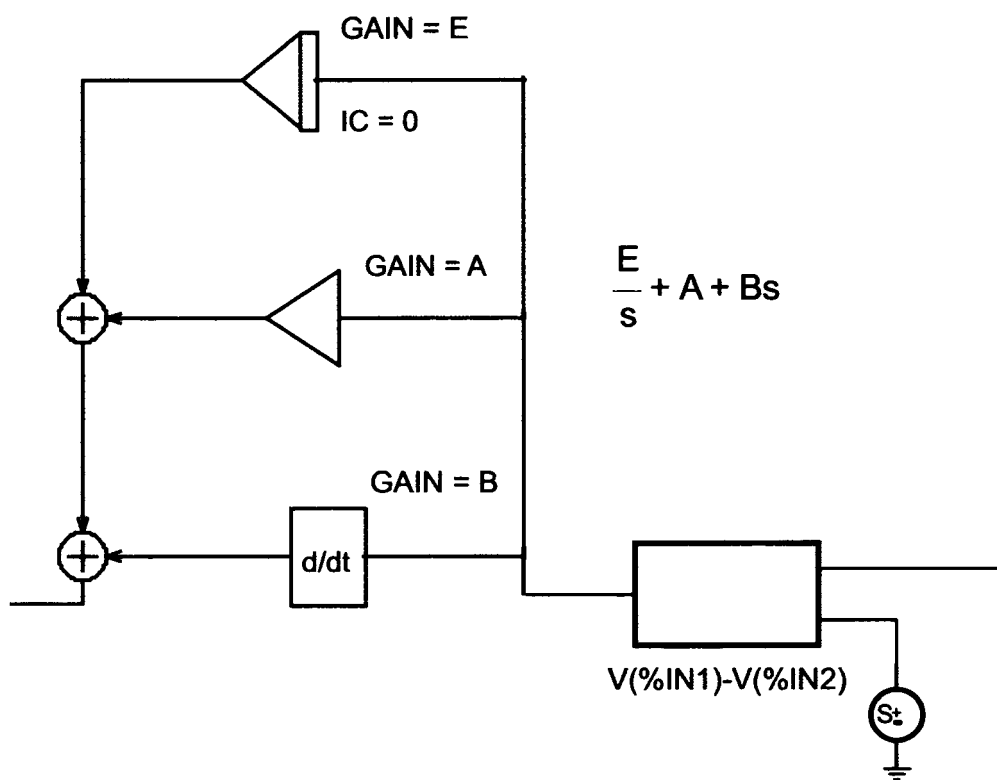 GAIN = E
IC = 0
GAIN = A
E
s
+ A + Bs
GAIN = B
d/dt
V(%IN1)-V(%IN2)
S±